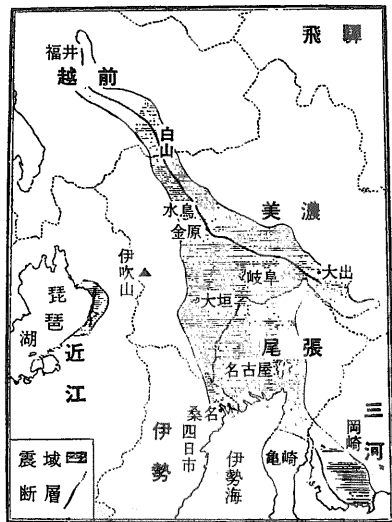 飛騨
福井
越前
白山
水鳥
美濃
金原
伊吹山
岐阜
大出
大垣
琵琶湖
近江
尾張
名古屋
桑名
四日市
伊勢
伊勢海
亀崎
三河
岡崎
震域
断層